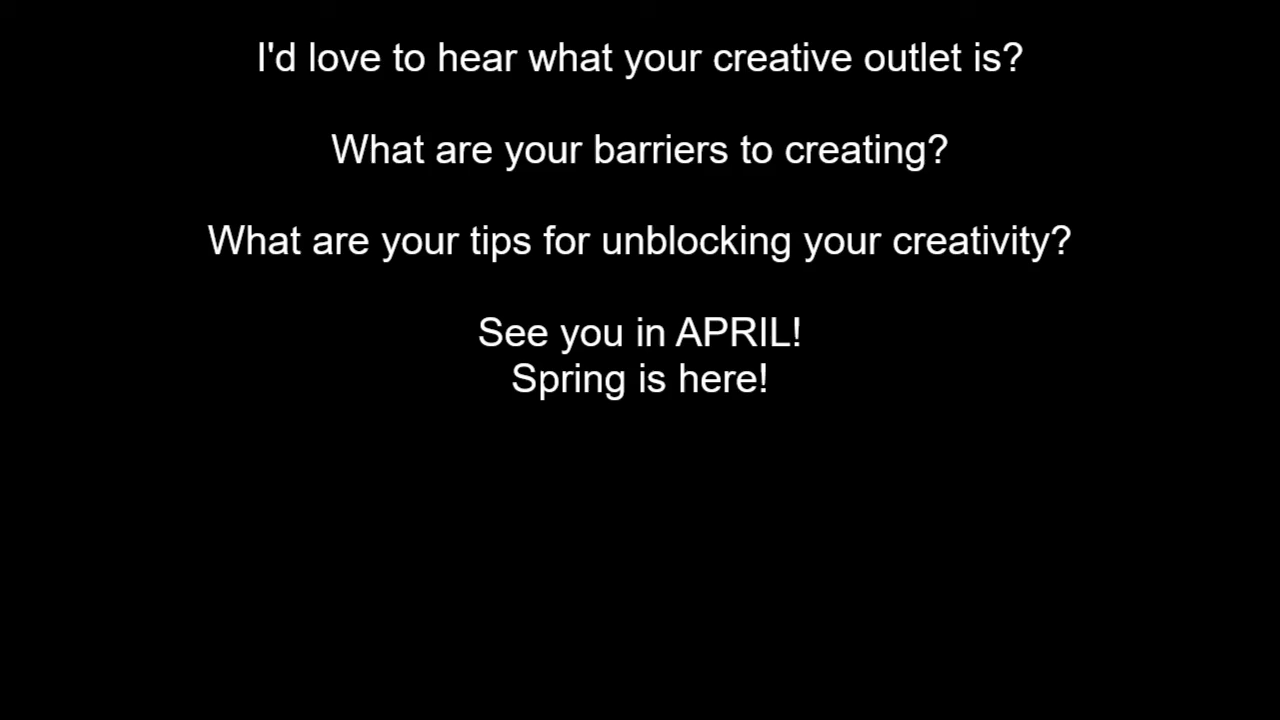 I'd love to hear what your creative outlet is?
What are your barriers to creating?
What are your tips for unblocking your creativity?
See you in APRIL!
Spring is here!